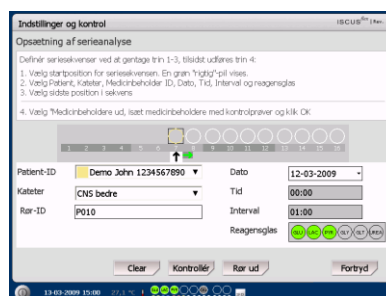 Indstillinger og kontrol
ISCUS
Opsætning af serieanalyse
Definér seriesekvenser ved at gentage trin 1-3, tilsidst udføres trin 4:
1. Vælg startposition for seriesekvensen. En grøn "rigtig"-pil vises.
2. Vælg Patient, Kateter, Medicinbeholder ID, Dato, Tid, Interval og reagensglas
3. Vælg sidste position i sekvens
4. Vælg "Medicinbeholdere ud, isæt medicinbeholdere med kontrolprøver og klik OK
1 2 3 4 5 6 7 8 9 10 11 12 13 14 15 16
Patient-ID Demo John 1234567890 Dato 12-03-2009
Kateter CNS bedre Tid 00:00
Rør-ID P010 Interval 01:00
Reagensglas GLU LAC PYR GLY GLT UREA
Clear Kontrollér Rør ud Fortryd
13-03-2009 15:00 27,1 °C